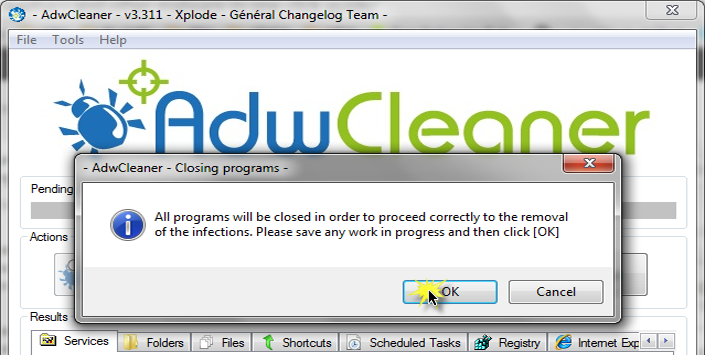 - AdwCleaner - v3.311 - Xplode - Général Changelog Team -
File Tools Help
AdwCleaner
Pending
- AdwCleaner - Closing programs -
All programs will be closed in order to proceed correctly to the removal
of the infections. Please save any work in progress and then click [OK]
OK Cancel
Actions
Results
Services Folders Files Shortcuts Scheduled Tasks Registry Internet Exp